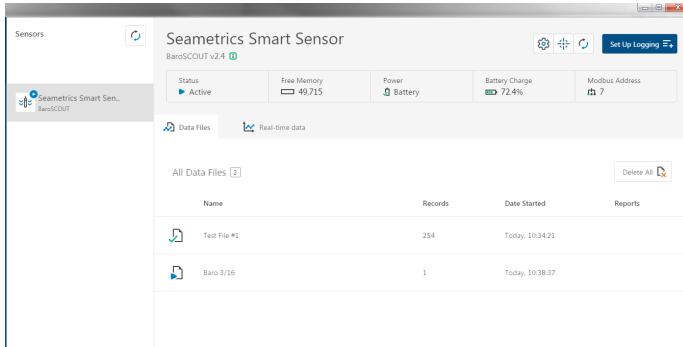 Sensors
Seametrics Smart Sensor
BaroSCOUT v2.4
Set Up Logging
Status
Free Memory
Power
Battery Charge
Modbus Address
Active
49,715
Battery
72.4%
7
Seametrics Smart Sen..
BaroSCOUT
Data Files
Real-time data
All Data Files 2
Delete All
Name
Records
Date Started
Reports
Test File #1
254
Today, 10:34:21
Baro 3/16
1
Today, 10:38:37